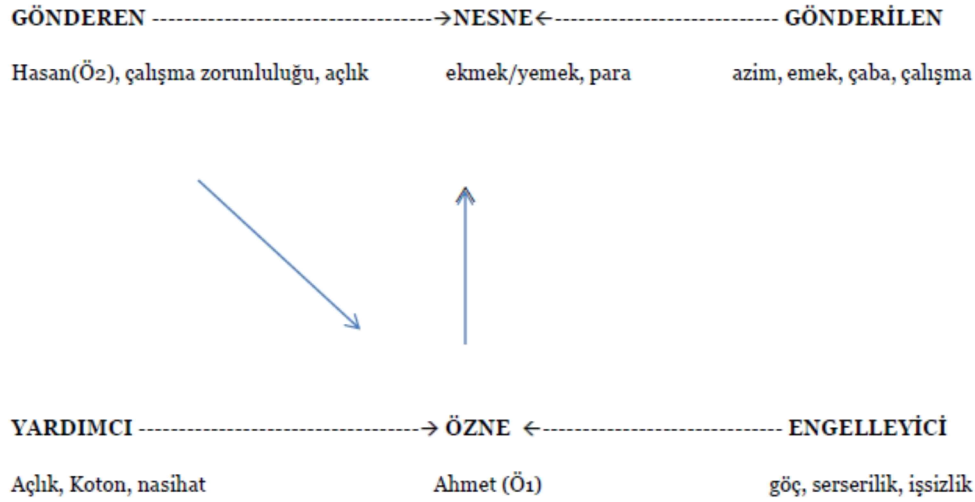 GÖNDEREN ----------------------------------→NESNE←--------------------------- GÖNDERİLEN
Hasan(Ö2), çalışma zorunluluğu, açlık ekmek/yemek, para azim, emek, çaba, çalışma
YARDIMCI ----------------------------------→ ÖZNE ←----------------------------- ENGELLEYİCİ
Açlık, Koton, nasihat Ahmet (Ö1) göç, serserilik, işsizlik